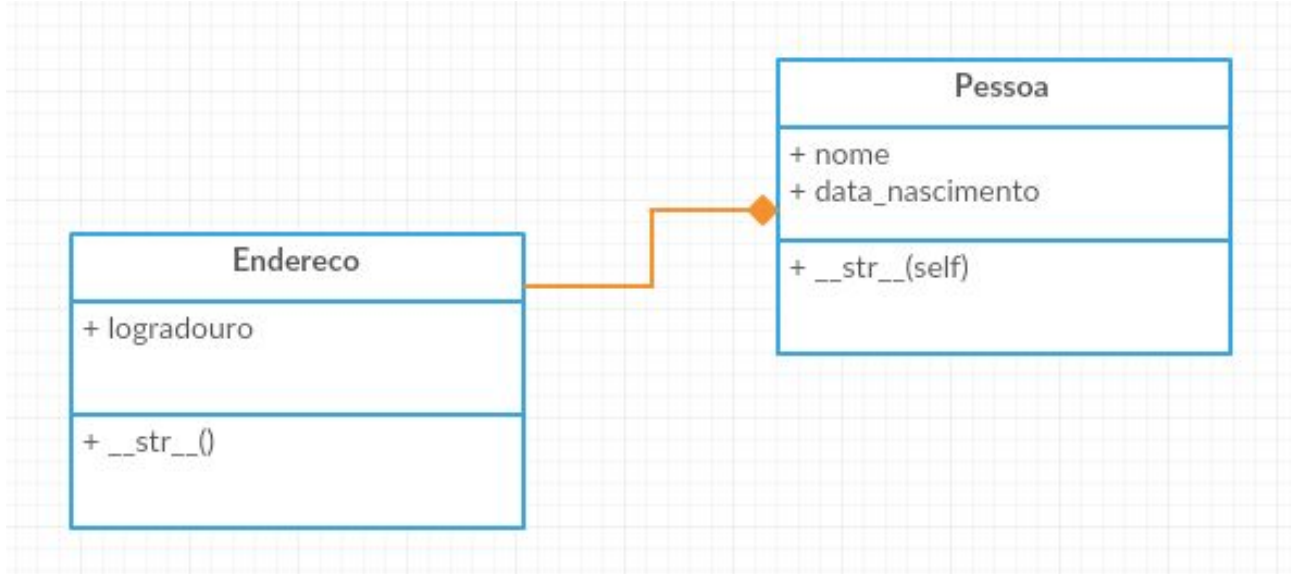 Pessoa
+ nome
+ data_nascimento
+ __str__(self)
Endereco
+ logradouro
+ __str__()